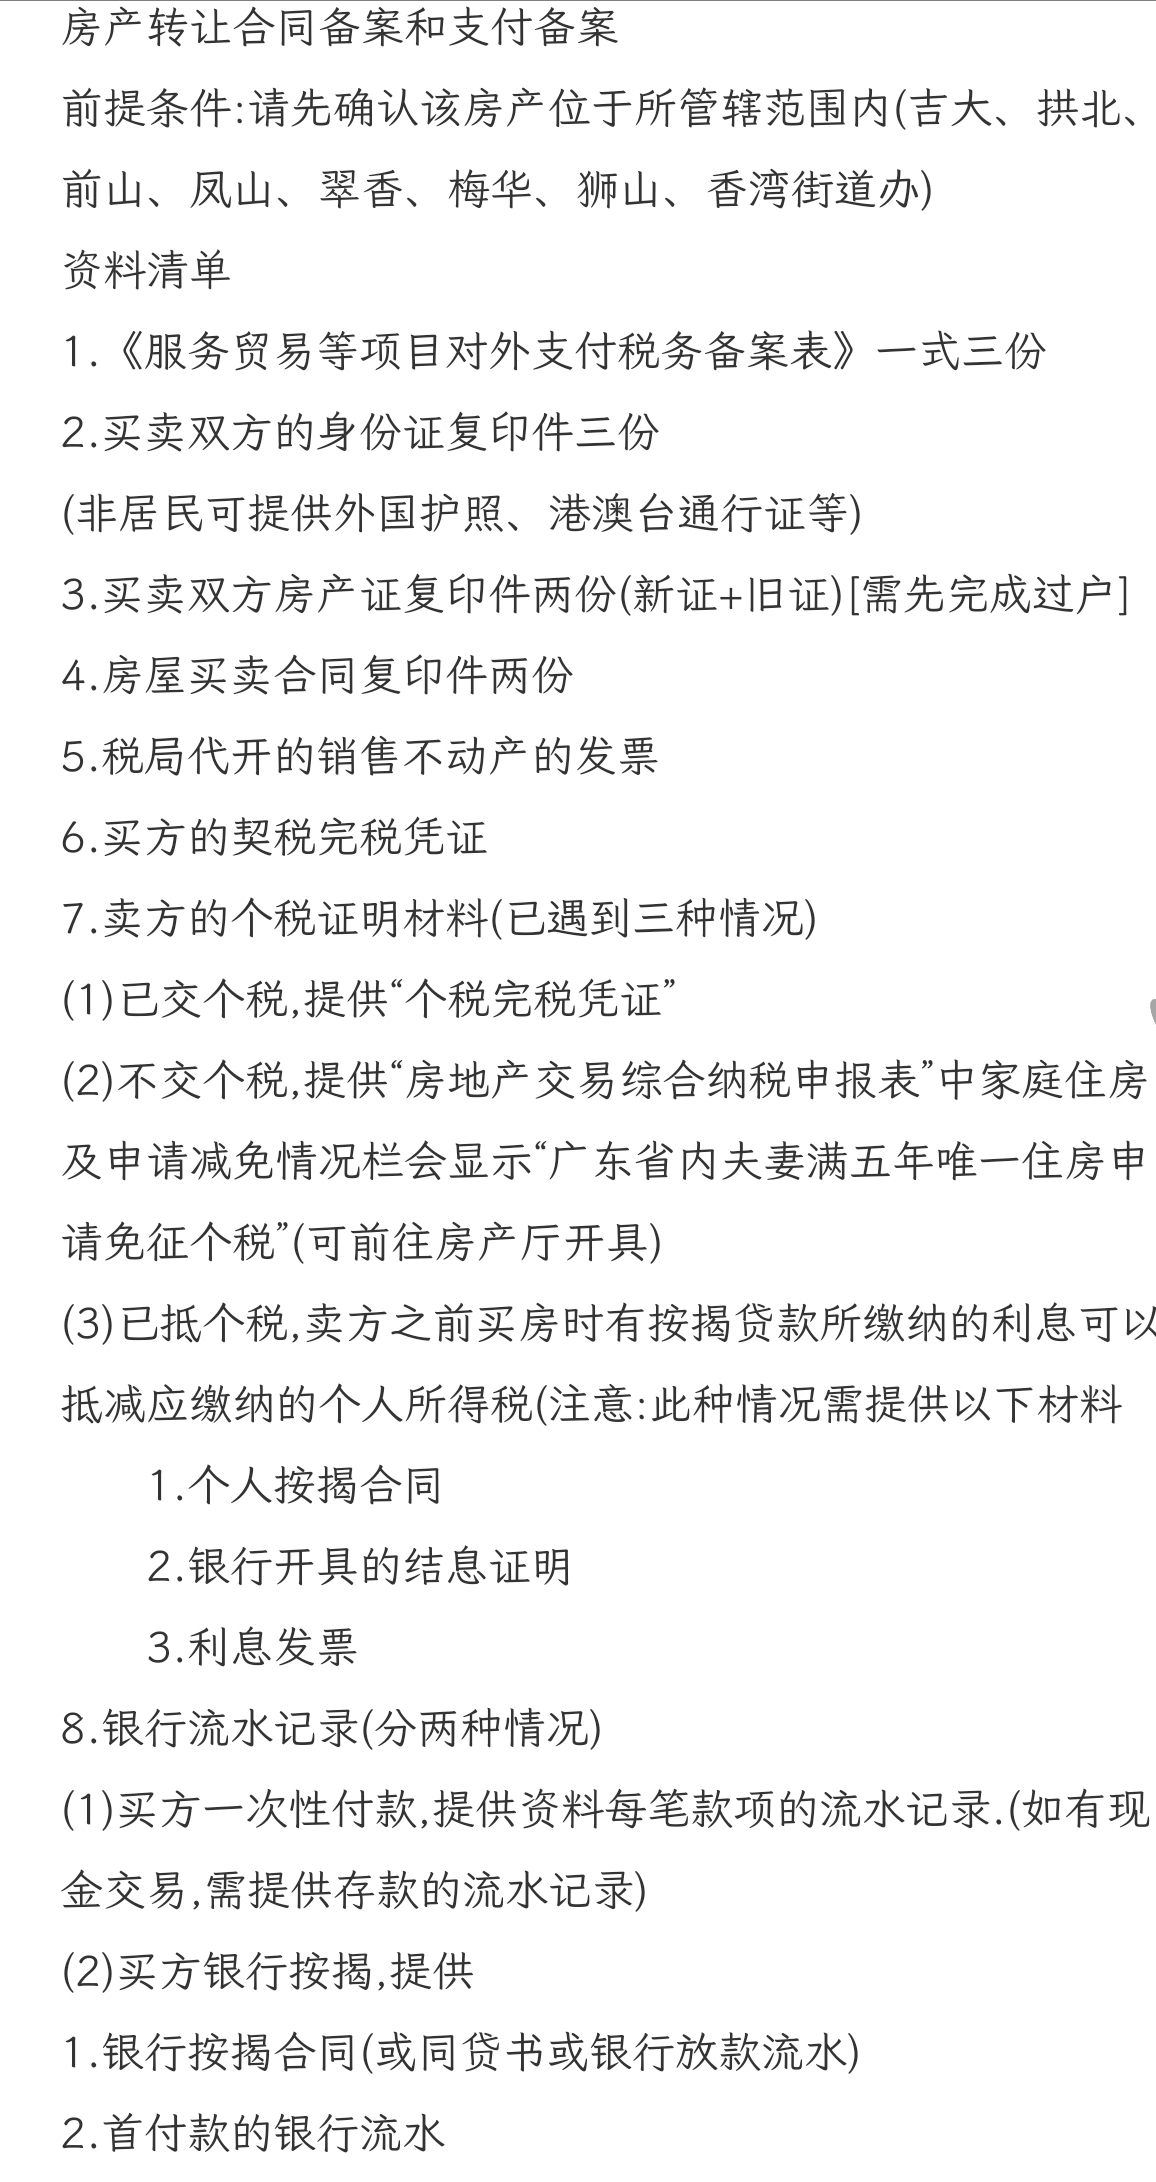 房产转让合同备案和支付备案
前提条件:请先确认该房产位于所管辖范围内(吉大、拱北、
前山、凤山、翠香、梅华、狮山、香湾街道办)
资料清单
1.《服务贸易等项目对外支付税务备案表》一式三份
2.买卖双方的身份证复印件三份
(非居民可提供外国护照、港澳台通行证等)
3.买卖双方房产证复印件两份(新证+旧证)[需先完成过户]
4.房屋买卖合同复印件两份
5.税局代开的销售不动产的发票
6.买方的契税完税凭证
7.卖方的个税证明材料(已遇到三种情况)
(1)已交个税,提供“个税完税凭证”
(2)不交个税,提供“房地产交易综合纳税申报表”中家庭住房
及申请减免情况栏会显示“广东省内夫妻满五年唯一住房申
请免征个税”(可前往房产厅开具)
(3)已抵个税,卖方之前买房时有按揭贷款所缴纳的利息可以
抵减应缴纳的个人所得税(注意:此种情况需提供以下材料
1.个人按揭合同
2.银行开具的结息证明
3.利息发票
8.银行流水记录(分两种情况)
(1)买方一次性付款,提供资料每笔款项的流水记录.(如有现
金交易,需提供存款的流水记录)
(2)买方银行按揭,提供
1.银行按揭合同(或同贷书或银行放款流水)
2.首付款的银行流水